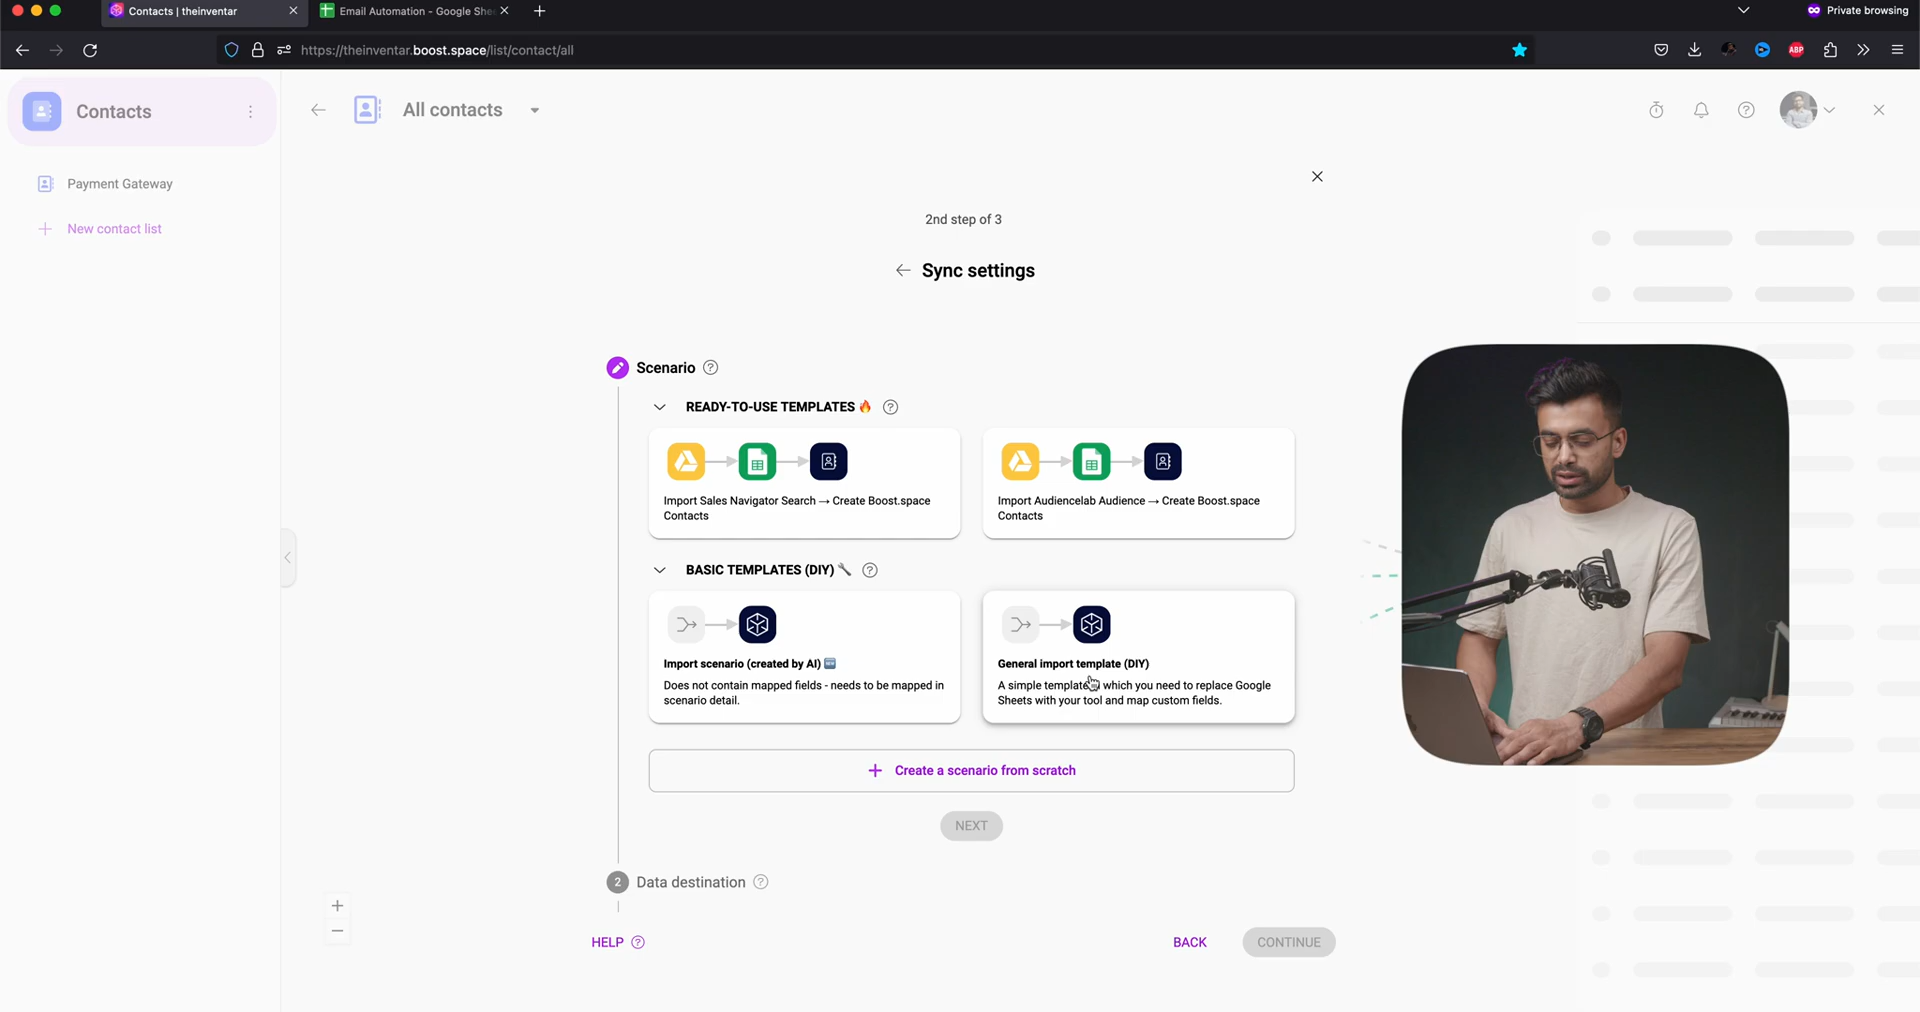 Contacts | theinventar
Email Automation - Google She
Private browsing
https://theinventar.boost.space/list/contact/all
ABP
Contacts
All contacts
Payment Gateway
New contact list
2nd step of 3
Sync settings
Scenario
READY-TO-USE TEMPLATES
Import Sales Navigator Search → Create Boost.space
Contacts
Import Audiencelab Audience → Create Boost.space
Contacts
BASIC TEMPLATES (DIY)
Import scenario (created by AI)
Does not contain mapped fields - needs to be mapped in
scenario detail.
General import template (DIY)
A simple template which you need to replace Google
Sheets with your tool and map custom fields.
Create a scenario from scratch
NEXT
2 Data destination
HELP
BACK
CONTINUE